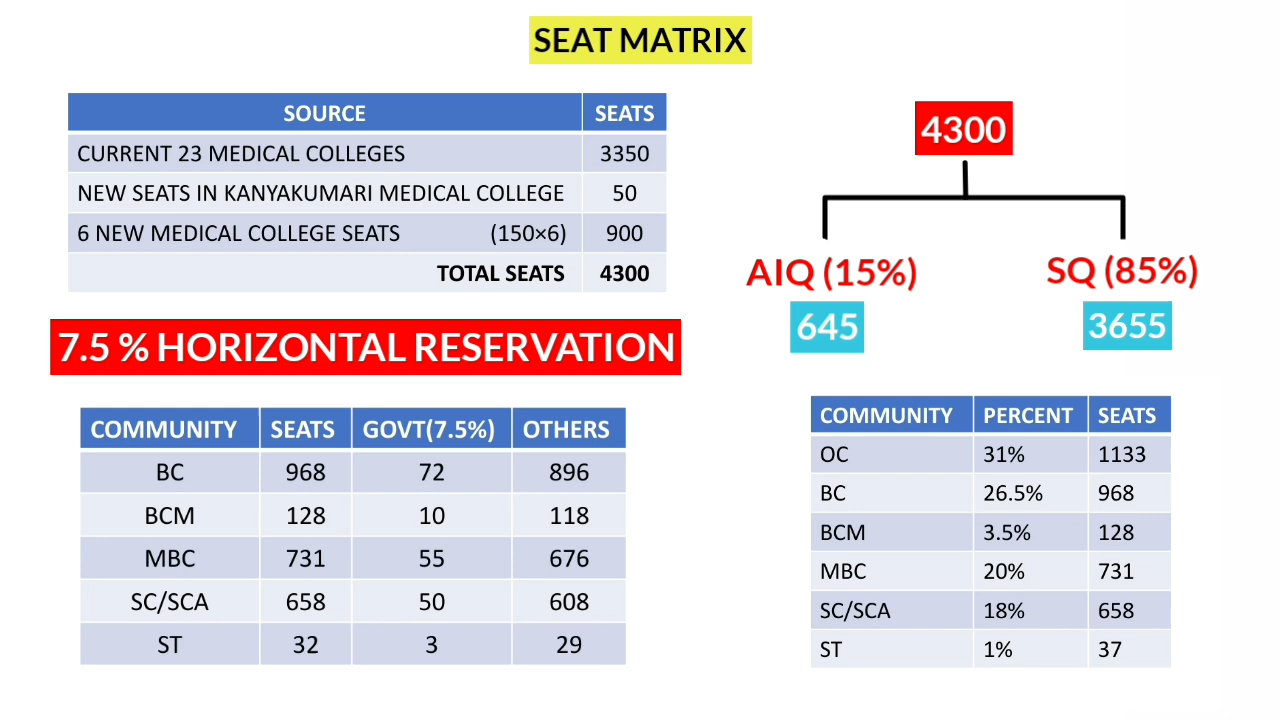 SEAT MATRIX
SOURCE SEATS
CURRENT 23 MEDICAL COLLEGES 3350
NEW SEATS IN KANYAKUMARI MEDICAL COLLEGE 50
6 NEW MEDICAL COLLEGE SEATS (150×6) 900
TOTAL SEATS 4300
4300
AIQ (15%) SQ (85%)
645 3655
7.5 % HORIZONTAL RESERVATION
COMMUNITY SEATS GOVT(7.5%) OTHERS
BC 968 72 896
BCM 128 10 118
MBC 731 55 676
SC/SCA 658 50 608
ST 32 3 29
COMMUNITY PERCENT SEATS
OC 31% 1133
BC 26.5% 968
BCM 3.5% 128
MBC 20% 731
SC/SCA 18% 658
ST 1% 37